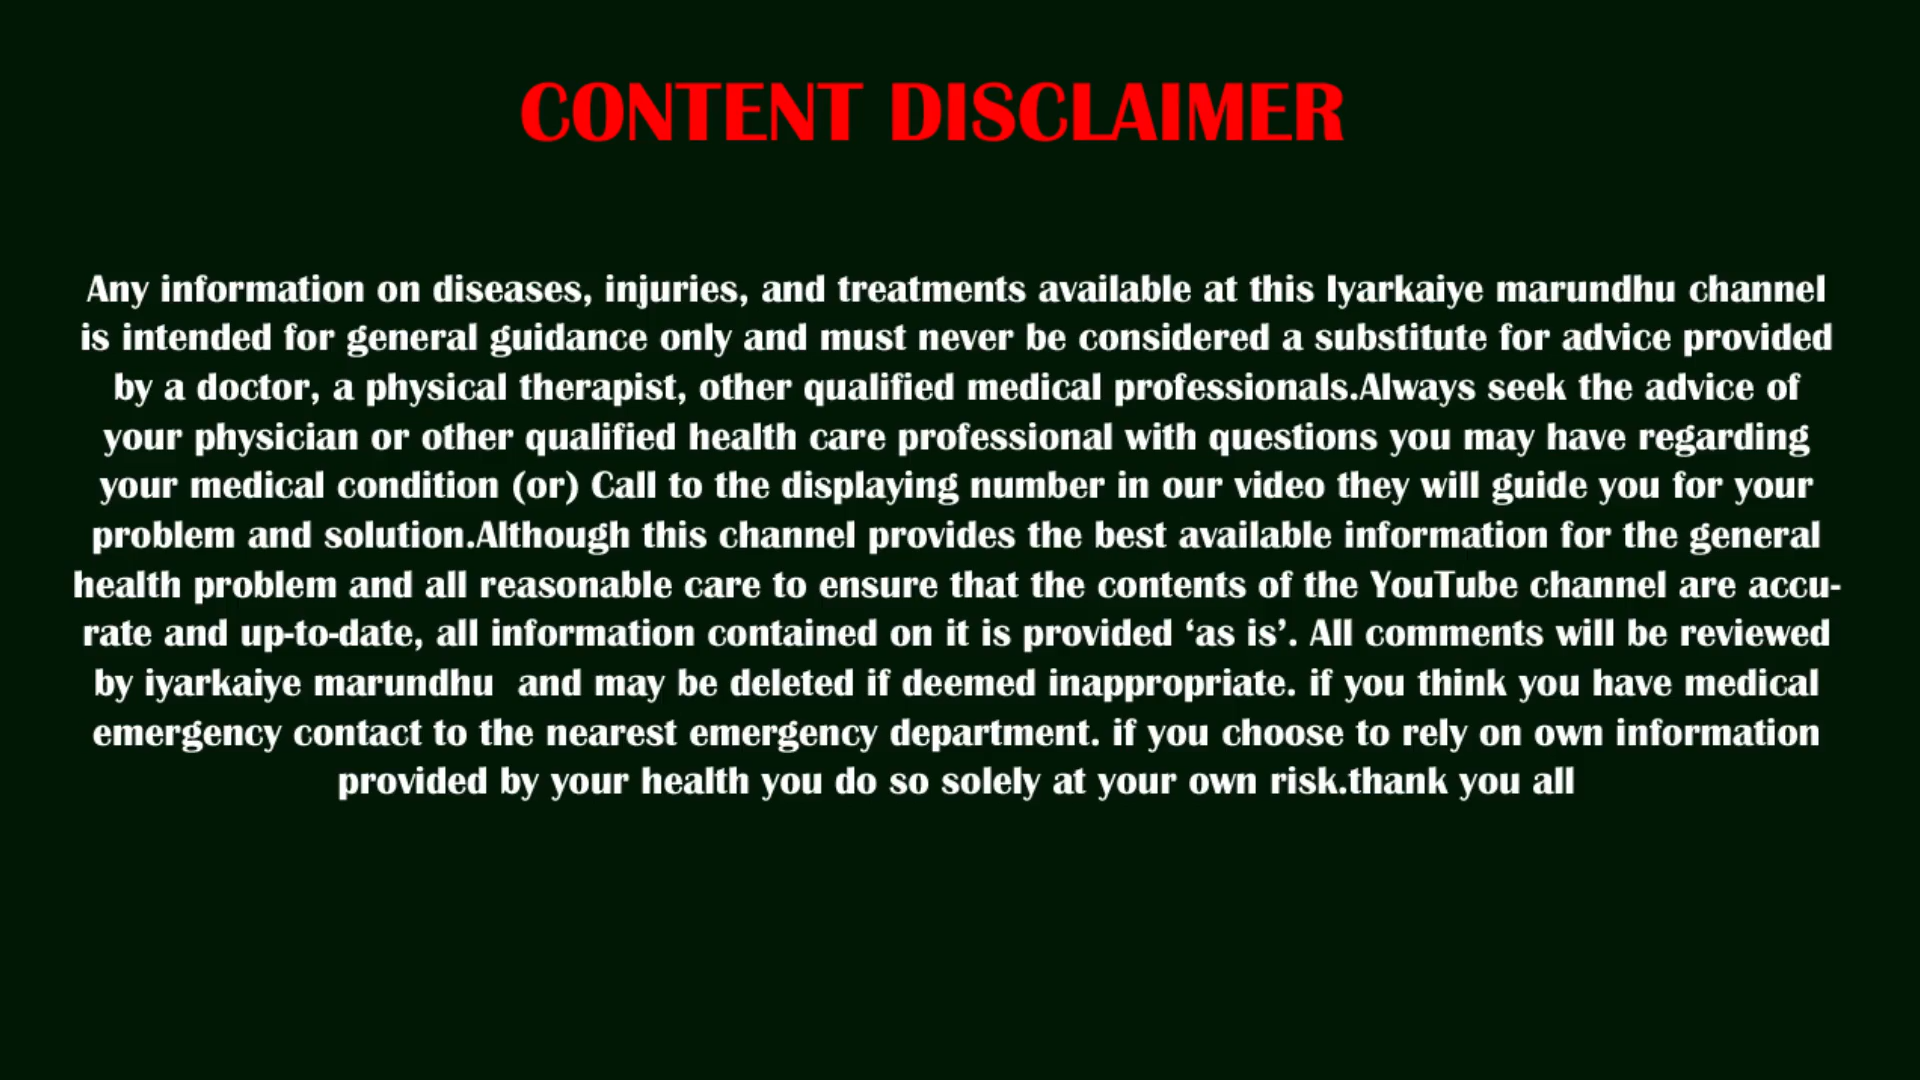 CONTENT DISCLAIMER
Any information on diseases, injuries, and treatments available at this Iyarkaiye marundhu channel
is intended for general guidance only and must never be considered a substitute for advice provided
by a doctor, a physical therapist, other qualified medical professionals.Always seek the advice of
your physician or other qualified health care professional with questions you may have regarding
your medical condition (or) Call to the displaying number in our video they will guide you for your
problem and solution.Although this channel provides the best available information for the general
health problem and all reasonable care to ensure that the contents of the YouTube channel are accu-
rate and up-to-date, all information contained on it is provided ‘as is’. All comments will be reviewed
by iyarkaiye marundhu  and may be deleted if deemed inappropriate. if you think you have medical
emergency contact to the nearest emergency department. if you choose to rely on own information
provided by your health you do so solely at your own risk.thank you all